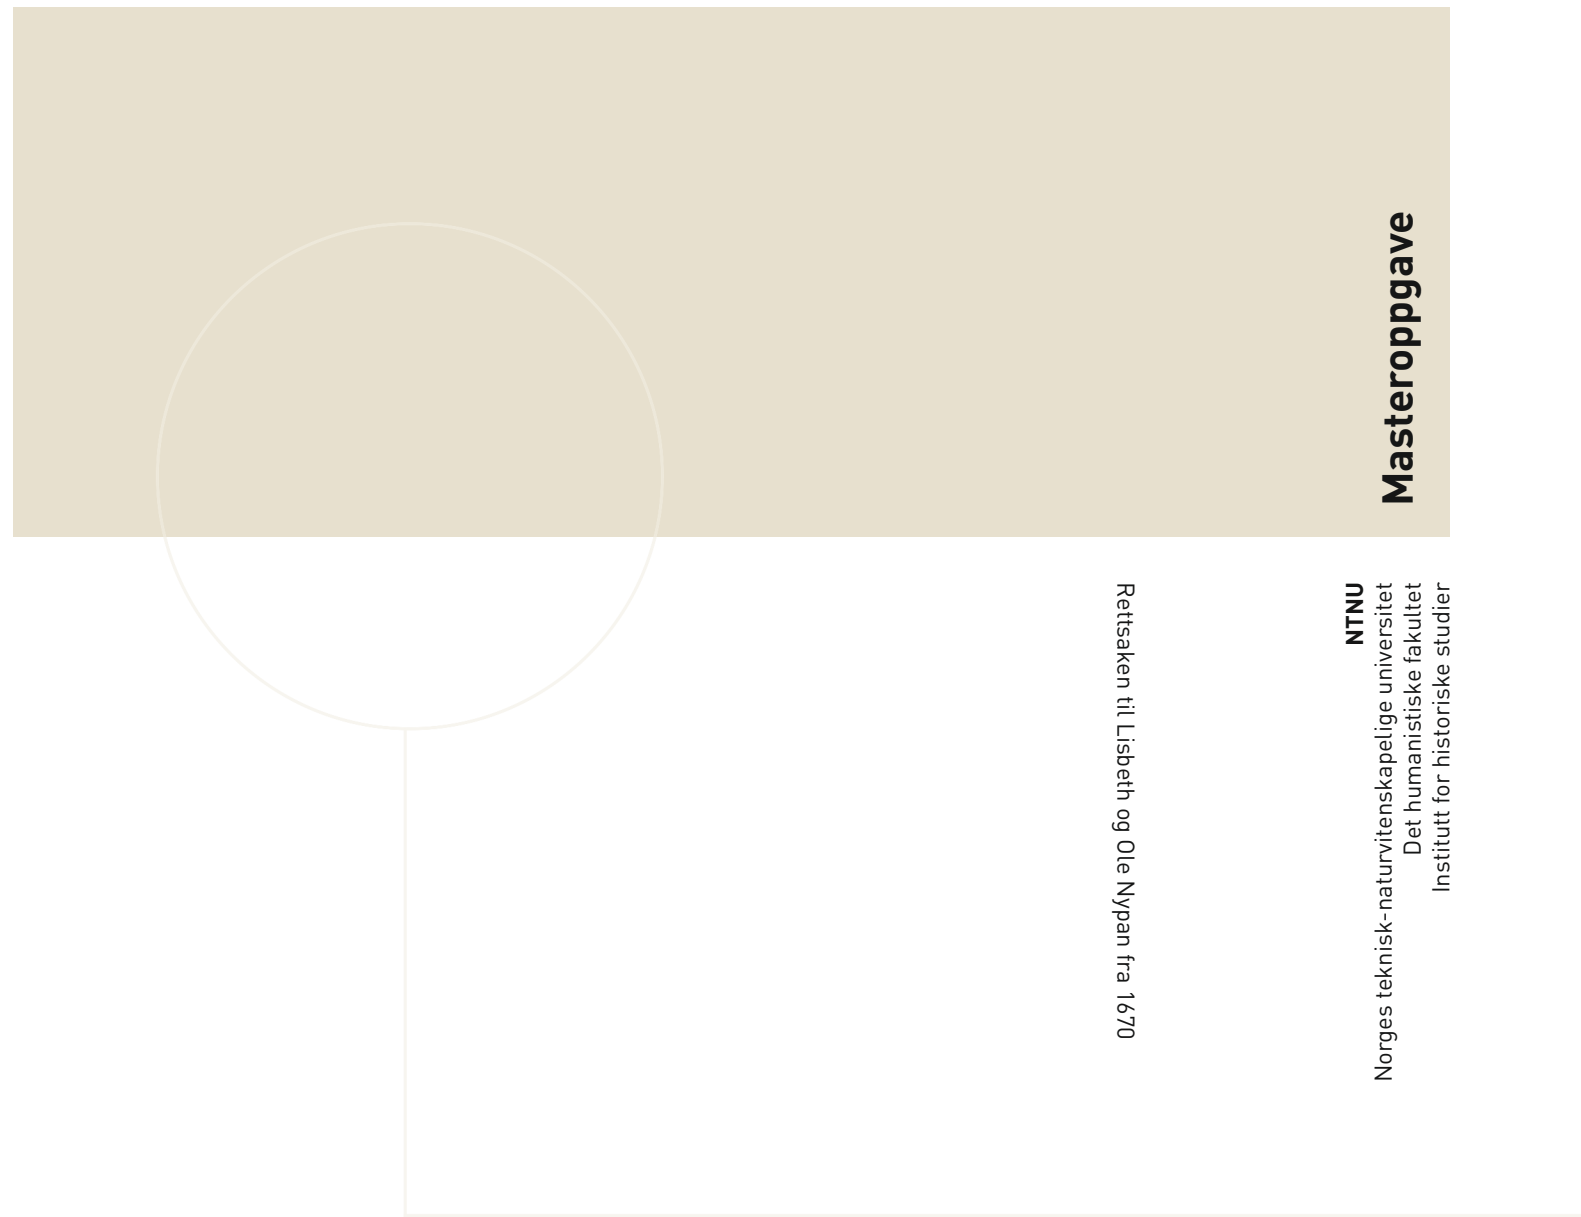 Masteroppgave
NTNU
Norges teknisk-naturvitenskapelige universitet
Det humanistiske fakultet
Institutt for historiske studier
Rettsaken til Lisbeth og Ole Nypan fra 1670